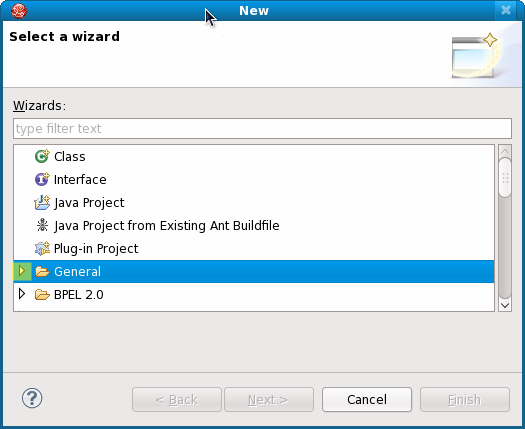 New
Select a wizard
Wizards:
type filter text
Class
Interface
Java Project
Java Project from Existing Ant Buildfile
Plug-in Project
General
BPEL 2.0
?
< Back
Next >
Cancel
Finish